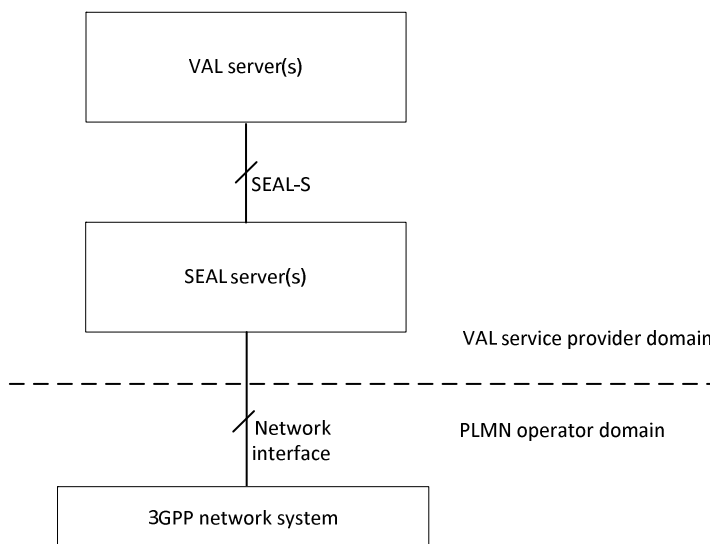 VAL server(s)
SEAL-S
SEAL server(s)
VAL service provider domain
Network
interface
PLMN operator domain
3GPP network system